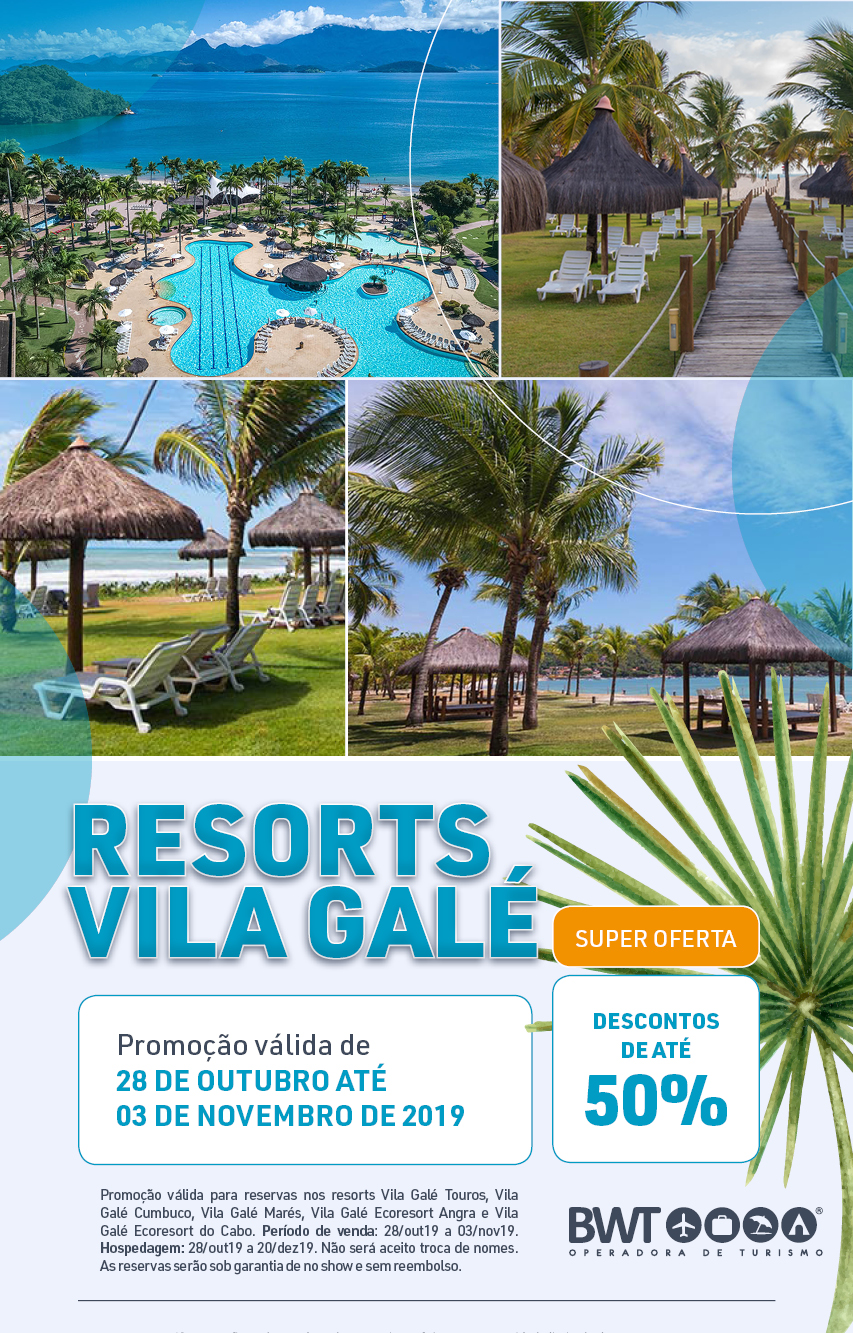 RESORTS
VILA GALÉ
SUPER OFERTA
Promoção válida de
28 DE OUTUBRO ATÉ
03 DE NOVEMBRO DE 2019
DESCONTOS
DE ATÉ
50%
Promoção válida para reservas nos resorts Vila Galé Touros, Vila
Galé Cumbuco, Vila Galé Marés, Vila Galé Ecoresort Angra e Vila
Galé Ecoresort do Cabo. Período de venda: 28/out19 a 03/nov19.
Hospedagem: 28/out19 a 20/dez19. Não será aceito troca de nomes.
As reservas serão sob garantia de no show e sem reembolso.
BWT®
OPERADORA DE TURISMO